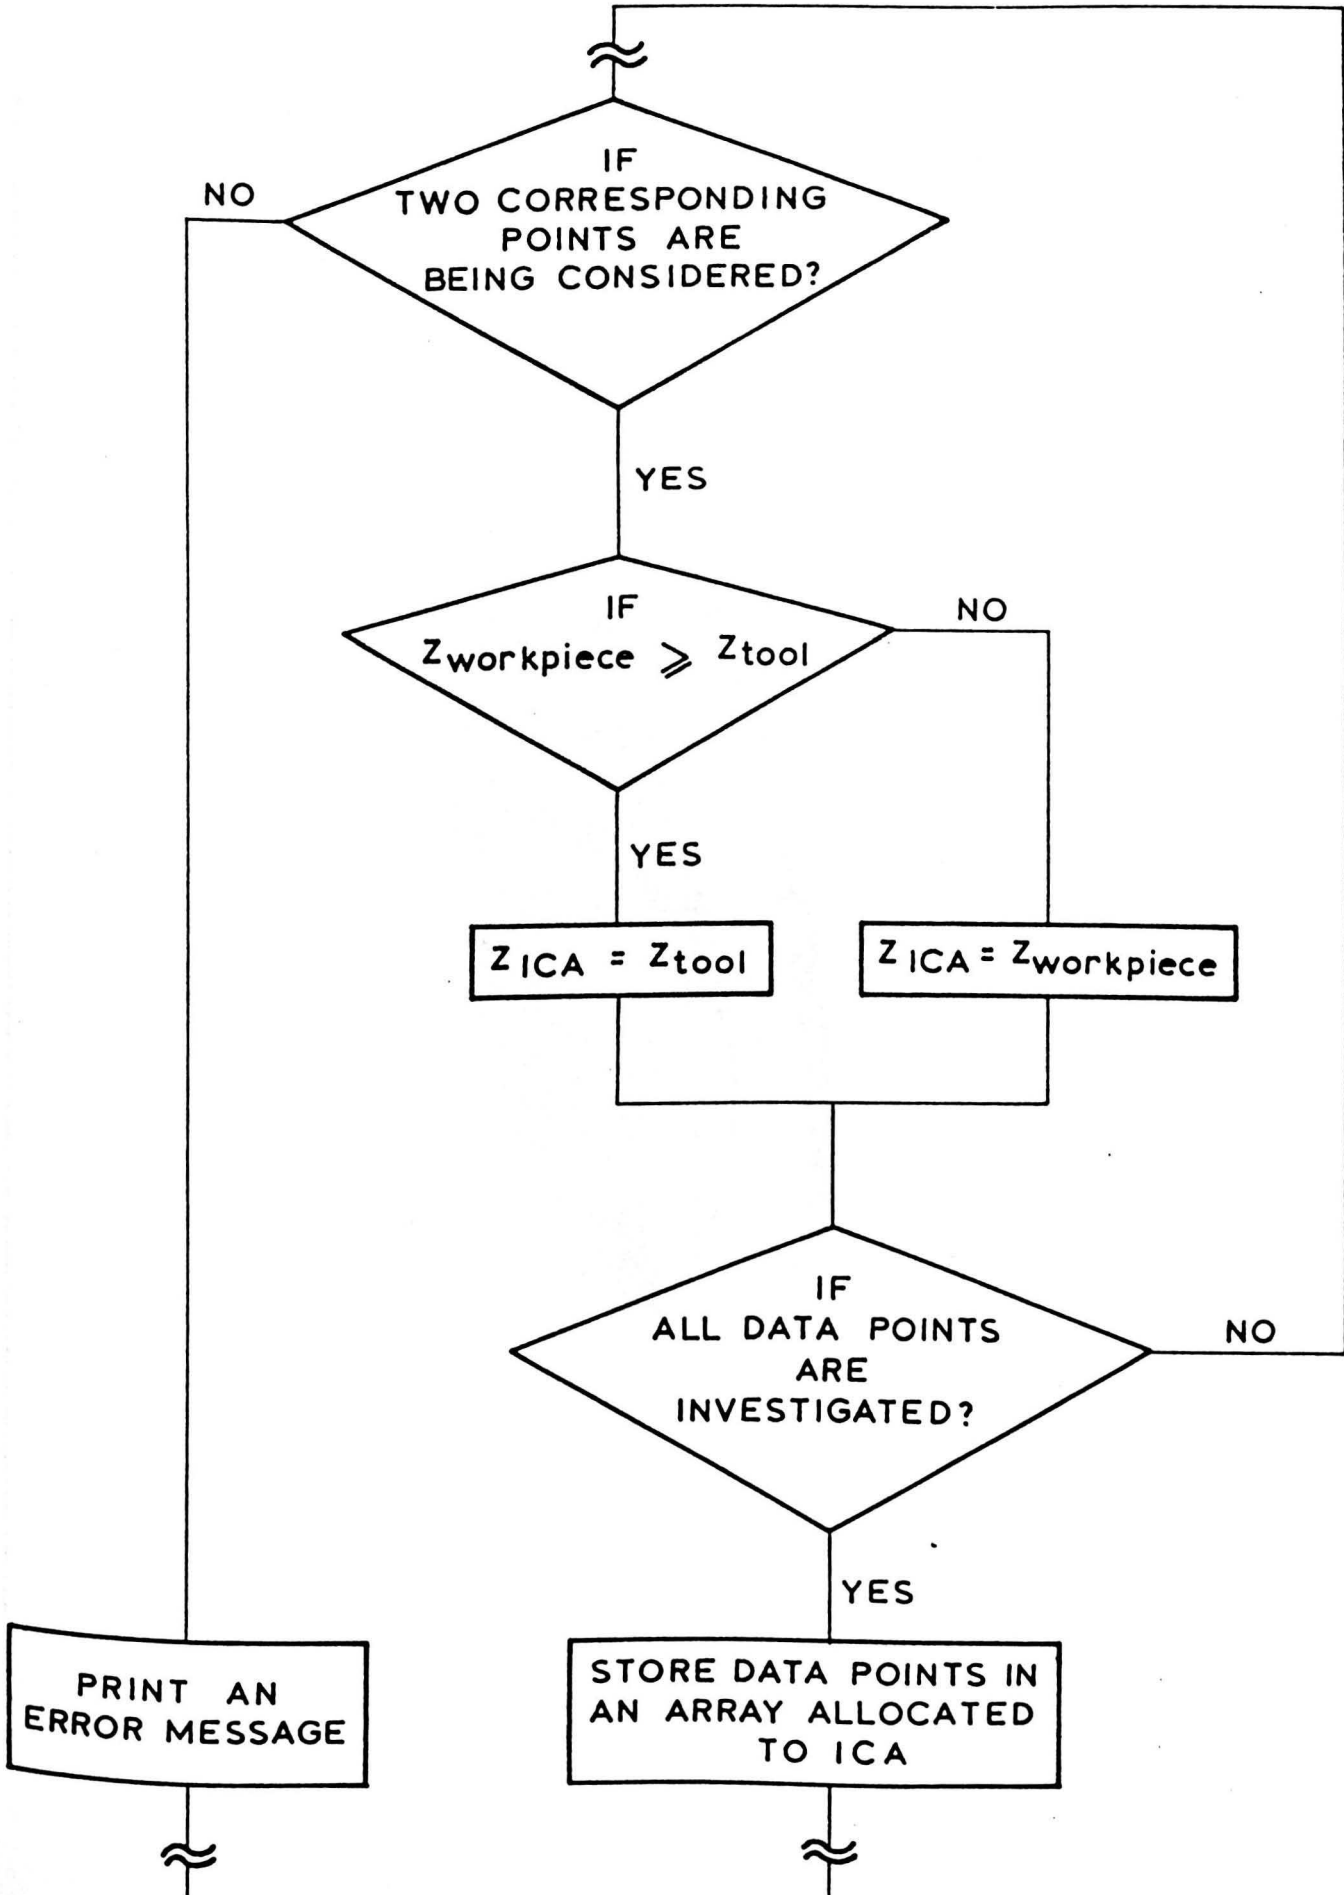 IF
TWO CORRESPONDING
POINTS ARE
BEING CONSIDERED?
NO
YES
IF
Zworkpiece ⩾ Ztool
NO
YES
ZICA = Ztool
ZICA = Zworkpiece
IF
ALL DATA POINTS
ARE
INVESTIGATED?
NO
YES
PRINT AN
ERROR MESSAGE
STORE DATA POINTS IN
AN ARRAY ALLOCATED
TO ICA